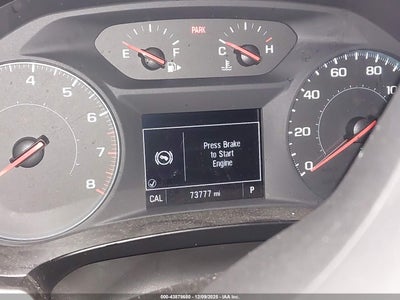 PARK
E F C H
4 5 6 7 8
0 20 40 60 80 100
Press Brake
to Start
Engine
CAL 73777 mi P
000-43878680 | 12/09/2025 - IAA Inc.